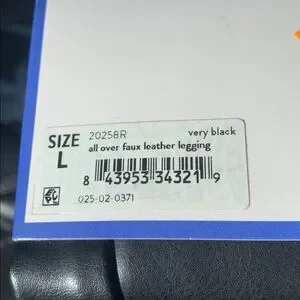 SIZE
L
20258R very black
all over faux leather legging
8 43953 34321 9
025-02-0371